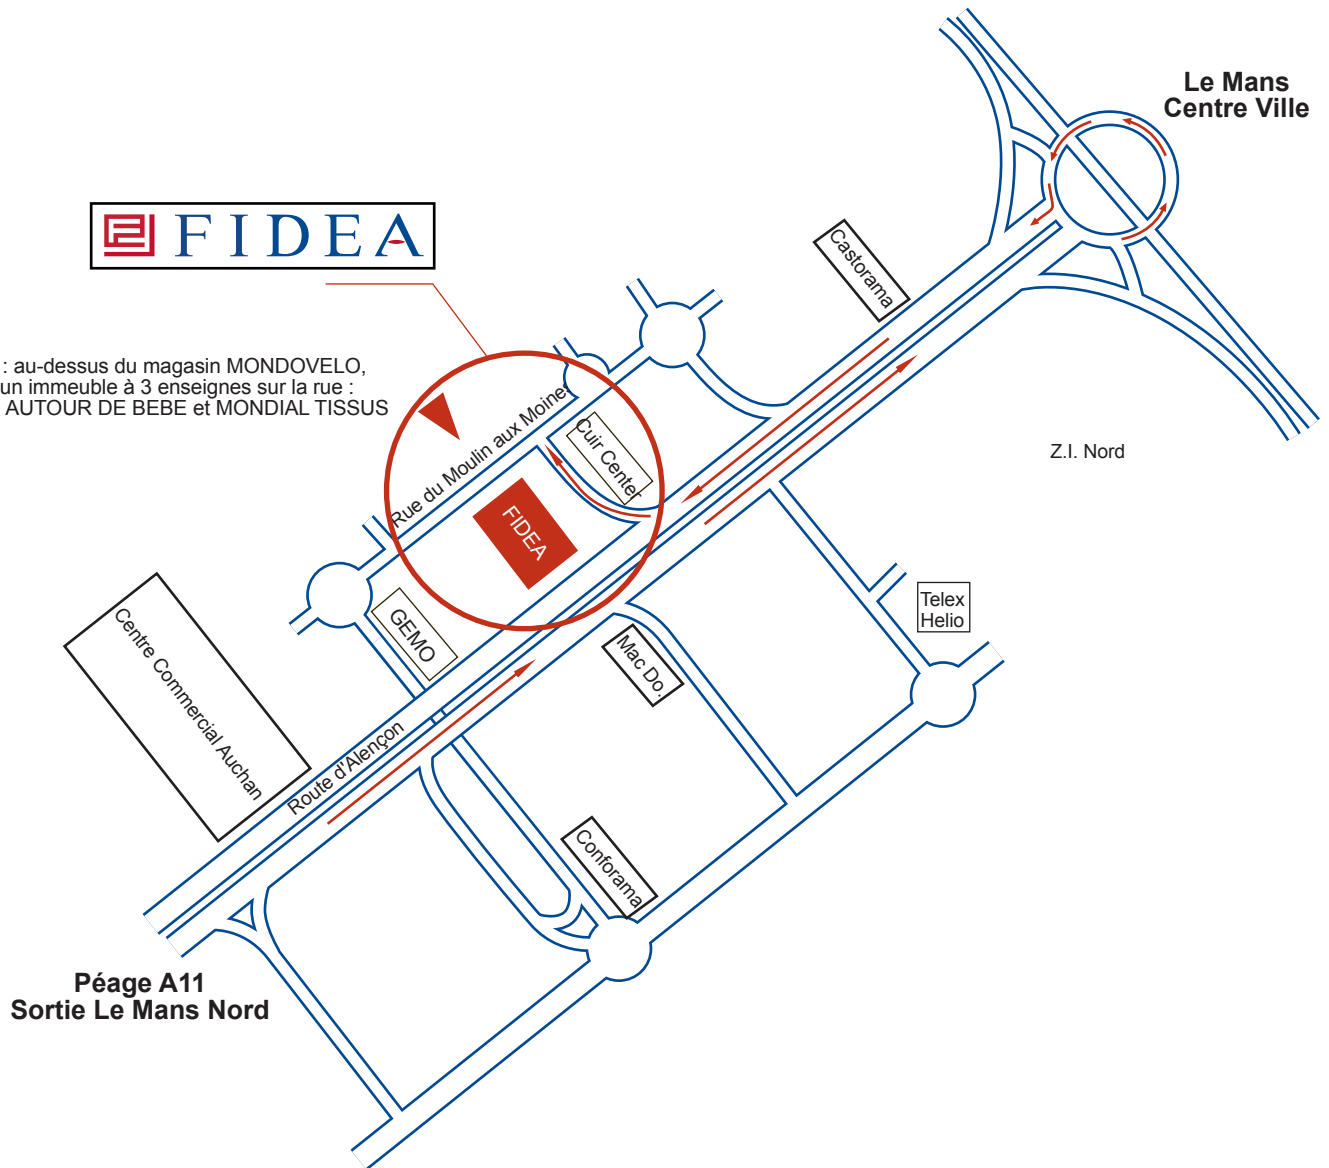 Le Mans
Centre Ville
FIDEA
Castorama
: au-dessus du magasin MONDOVELO,
un immeuble à 3 enseignes sur la rue :
AUTOUR DE BEBE et MONDIAL TISSUS
Rue du Moulin aux Moines
Cuir Center
Z.I. Nord
FIDEA
Telex
Helio
GEMO
Mac Do.
Centre Commercial Auchan
Route d'Alençon
Conforama
Péage A11
Sortie Le Mans Nord